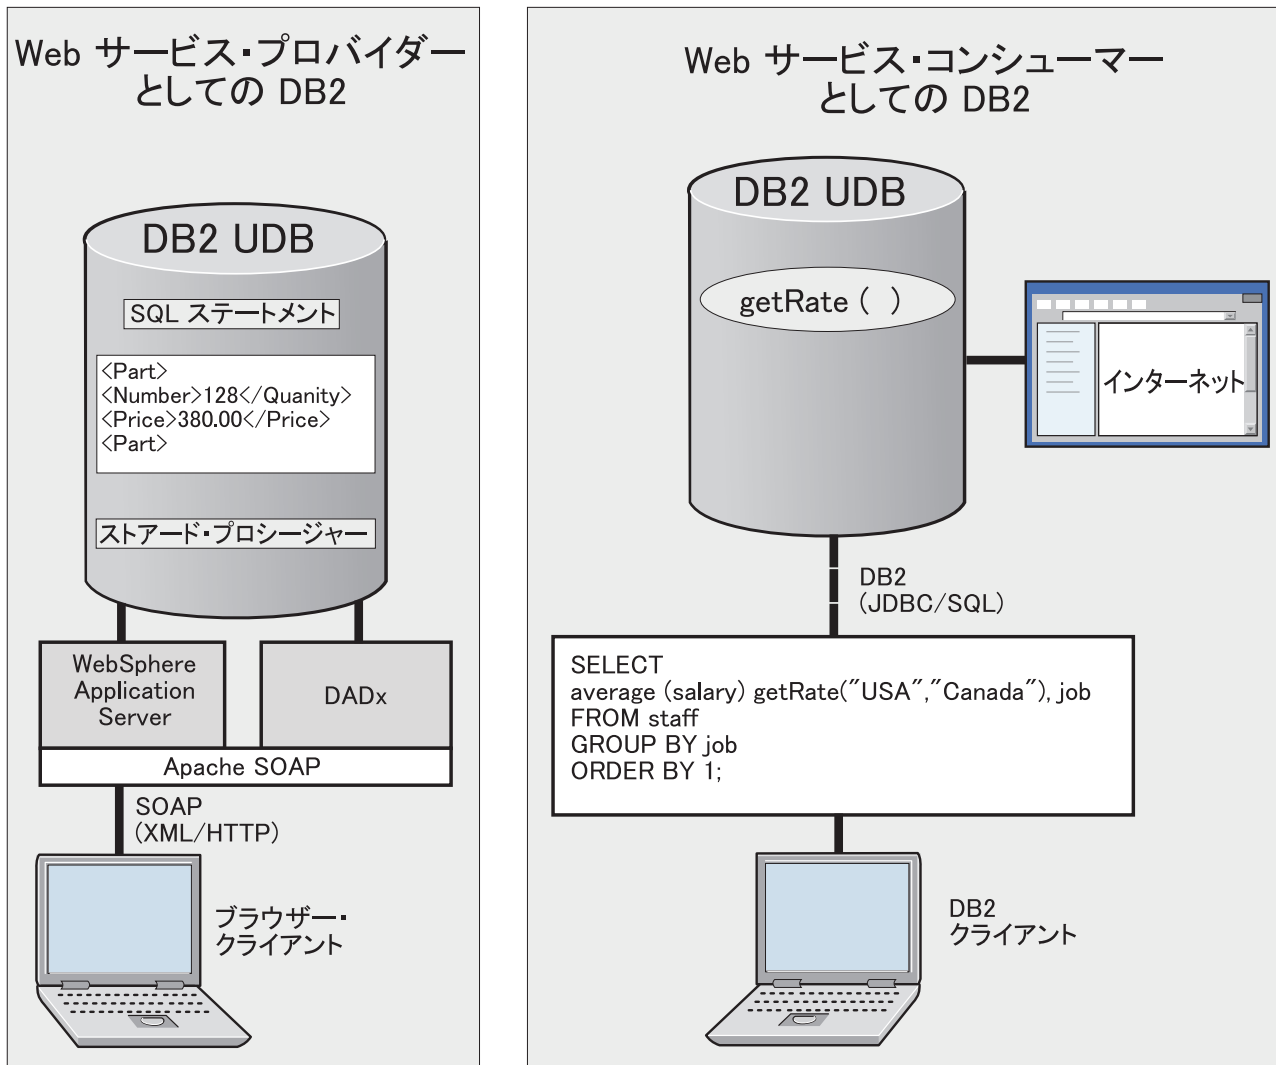 Web サービス・プロバイダー
としての DB2
DB2 UDB
SQL ステートメント
<Part>
<Number>128</Quanity>
<Price>380.00</Price>
<Part>
ストアード・プロシージャー
WebSphere
Application
Server
DADx
Apache SOAP
SOAP
(XML/HTTP)
ブラウザー・
クライアント
Web サービス・コンシューマー
としての DB2
DB2 UDB
getRate ( )
インターネット
DB2
(JDBC/SQL)
SELECT
average (salary) getRate("USA","Canada"), job
FROM staff
GROUP BY job
ORDER BY 1;
DB2
クライアント